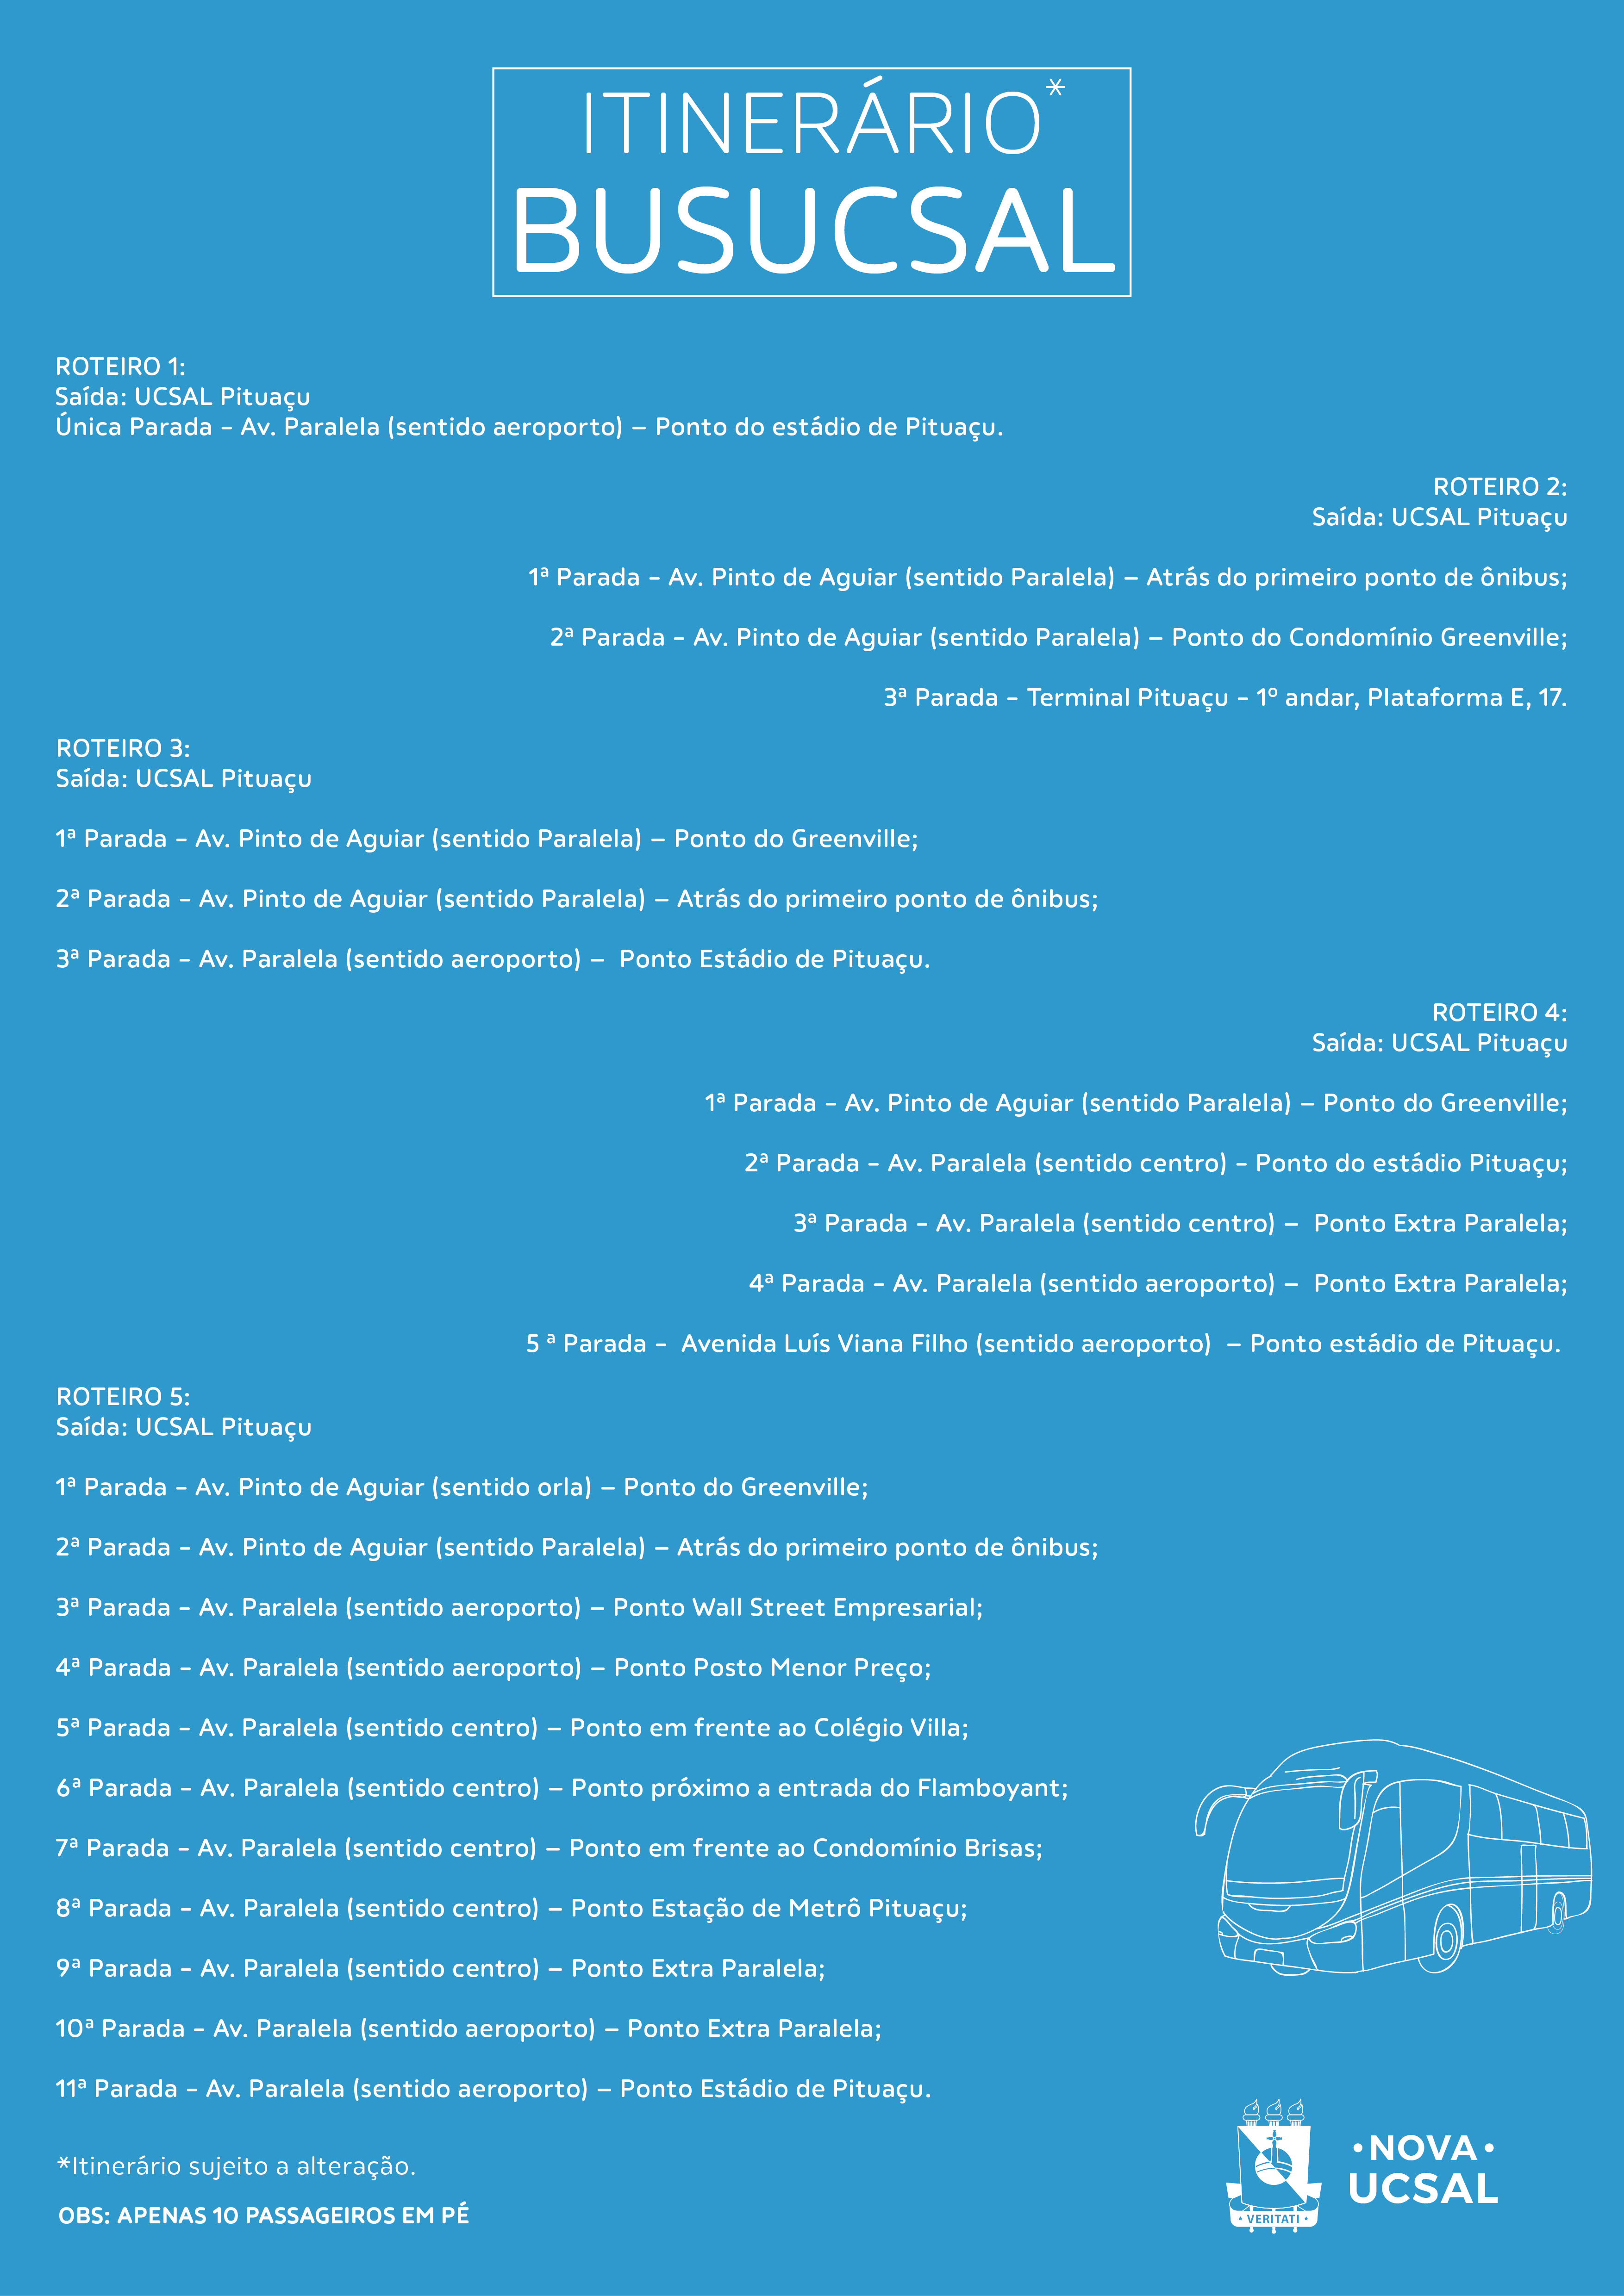 ITINERÁRIO*
BUSUCSAL
ROTEIRO 1:
Saída: UCSAL Pituaçu
Única Parada – Av. Paralela (sentido aeroporto) – Ponto do estádio de Pituaçu.
ROTEIRO 2:
Saída: UCSAL Pituaçu
1ª Parada – Av. Pinto de Aguiar (sentido Paralela) – Atrás do primeiro ponto de ônibus;
2ª Parada – Av. Pinto de Aguiar (sentido Paralela) – Ponto do Condomínio Greenville;
3ª Parada – Terminal Pituaçu – 1º andar, Plataforma E, 17.
ROTEIRO 3:
Saída: UCSAL Pituaçu
1ª Parada – Av. Pinto de Aguiar (sentido Paralela) – Ponto do Greenville;
2ª Parada – Av. Pinto de Aguiar (sentido Paralela) – Atrás do primeiro ponto de ônibus;
3ª Parada – Av. Paralela (sentido aeroporto) –  Ponto Estádio de Pituaçu.
ROTEIRO 4:
Saída: UCSAL Pituaçu
1ª Parada – Av. Pinto de Aguiar (sentido Paralela) – Ponto do Greenville;
2ª Parada – Av. Paralela (sentido centro) – Ponto do estádio Pituaçu;
3ª Parada – Av. Paralela (sentido centro) –  Ponto Extra Paralela;
4ª Parada – Av. Paralela (sentido aeroporto) –  Ponto Extra Paralela;
5 ª Parada –  Avenida Luís Viana Filho (sentido aeroporto)  – Ponto estádio de Pituaçu.
ROTEIRO 5:
Saída: UCSAL Pituaçu
1ª Parada – Av. Pinto de Aguiar (sentido orla) – Ponto do Greenville;
2ª Parada – Av. Pinto de Aguiar (sentido Paralela) – Atrás do primeiro ponto de ônibus;
3ª Parada – Av. Paralela (sentido aeroporto) – Ponto Wall Street Empresarial;
4ª Parada – Av. Paralela (sentido aeroporto) – Ponto Posto Menor Preço;
5ª Parada – Av. Paralela (sentido centro) – Ponto em frente ao Colégio Villa;
6ª Parada – Av. Paralela (sentido centro) – Ponto próximo a entrada do Flamboyant;
7ª Parada – Av. Paralela (sentido centro) – Ponto em frente ao Condomínio Brisas;
8ª Parada – Av. Paralela (sentido centro) – Ponto Estação de Metrô Pituaçu;
9ª Parada – Av. Paralela (sentido centro) – Ponto Extra Paralela;
10ª Parada – Av. Paralela (sentido aeroporto) – Ponto Extra Paralela;
11ª Parada – Av. Paralela (sentido aeroporto) – Ponto Estádio de Pituaçu.
*Itinerário sujeito a alteração.
OBS: APENAS 10 PASSAGEIROS EM PÉ
• NOVA •
UCSAL
• VERITATI •